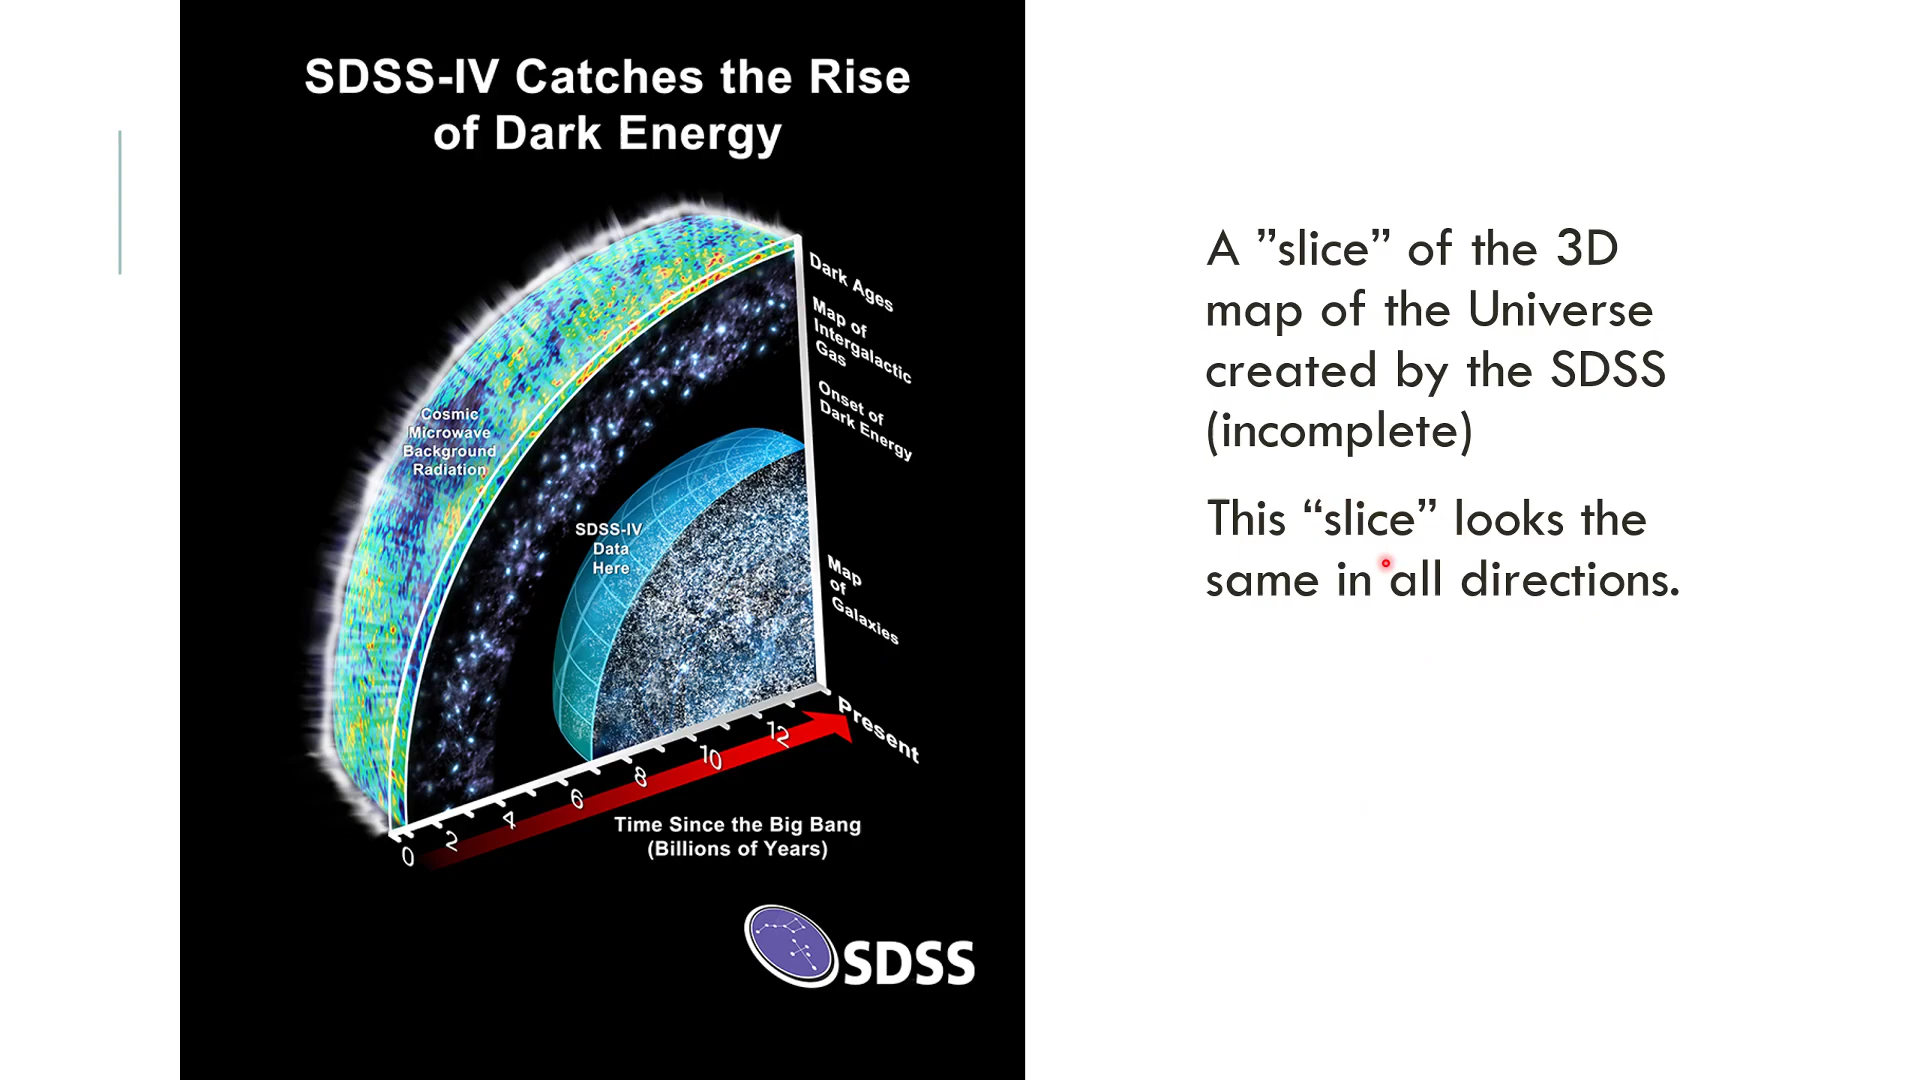 SDSS-IV Catches the Rise
of Dark Energy
Dark Ages
Map of
Intergalactic
Gas
Onset of
Dark Energy
Cosmic
Microwave
Background
Radiation
SDSS-IV
Data
Here
Map
of
Galaxies
Present
0
2
4
6
8
10
12
Time Since the Big Bang
(Billions of Years)
SDSS
A ”slice” of the 3D
map of the Universe
created by the SDSS
(incomplete)
This “slice” looks the
same in all directions.